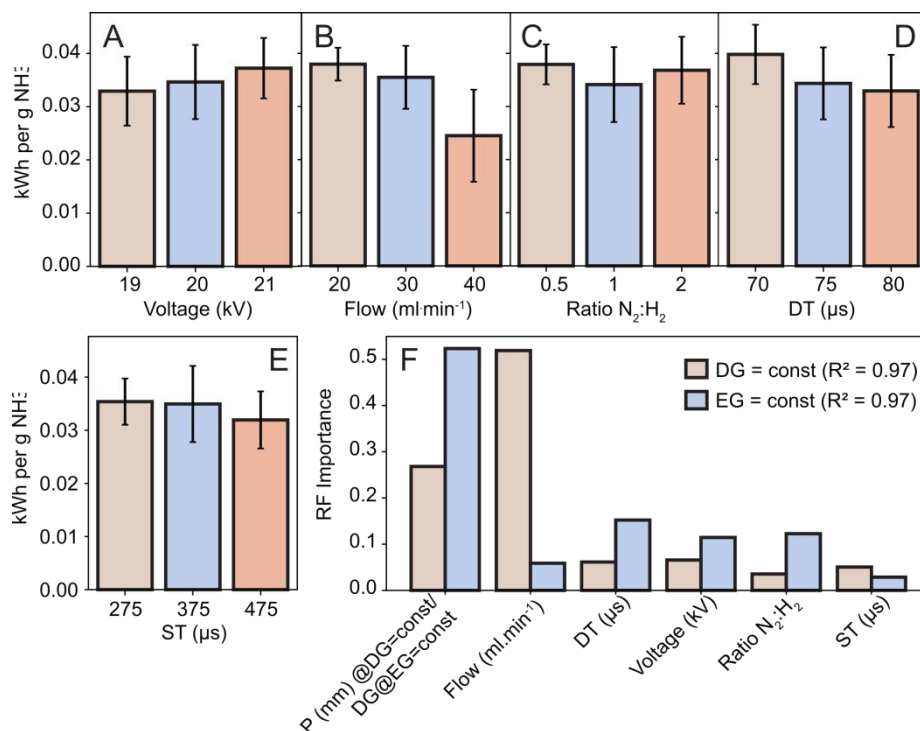 A
B
C
D
kWh per g NH3
0.04
0.03
0.02
0.01
0.00
19 20 21
20 30 40
0.5 1 2
70 75 80
Voltage (kV)
Flow (ml·min⁻¹)
Ratio N₂:H₂
DT (µs)
E
kWh per g NH3
0.04
0.03
0.02
0.01
0.00
275 375 475
ST (µs)
F
DG = const (R² = 0.97)
EG = const (R² = 0.97)
RF Importance
0.5
0.4
0.3
0.2
0.1
0.0
P (mm) @DG=const/
DG@EG=const
Flow (ml.min⁻¹)
DT (µs)
Voltage (kV)
Ratio N₂:H₂
ST (µs)